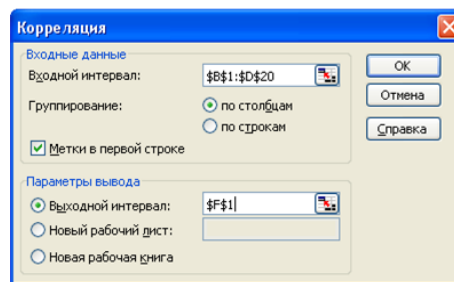 Корреляция
Входные данные
Входной интервал: $B$1:$D$20
OK
Группирование: по столбцам
Отмена
по строкам
Справка
Метки в первой строке
Параметры вывода
Выходной интервал: $F$1
Новый рабочий лист:
Новая рабочая книга